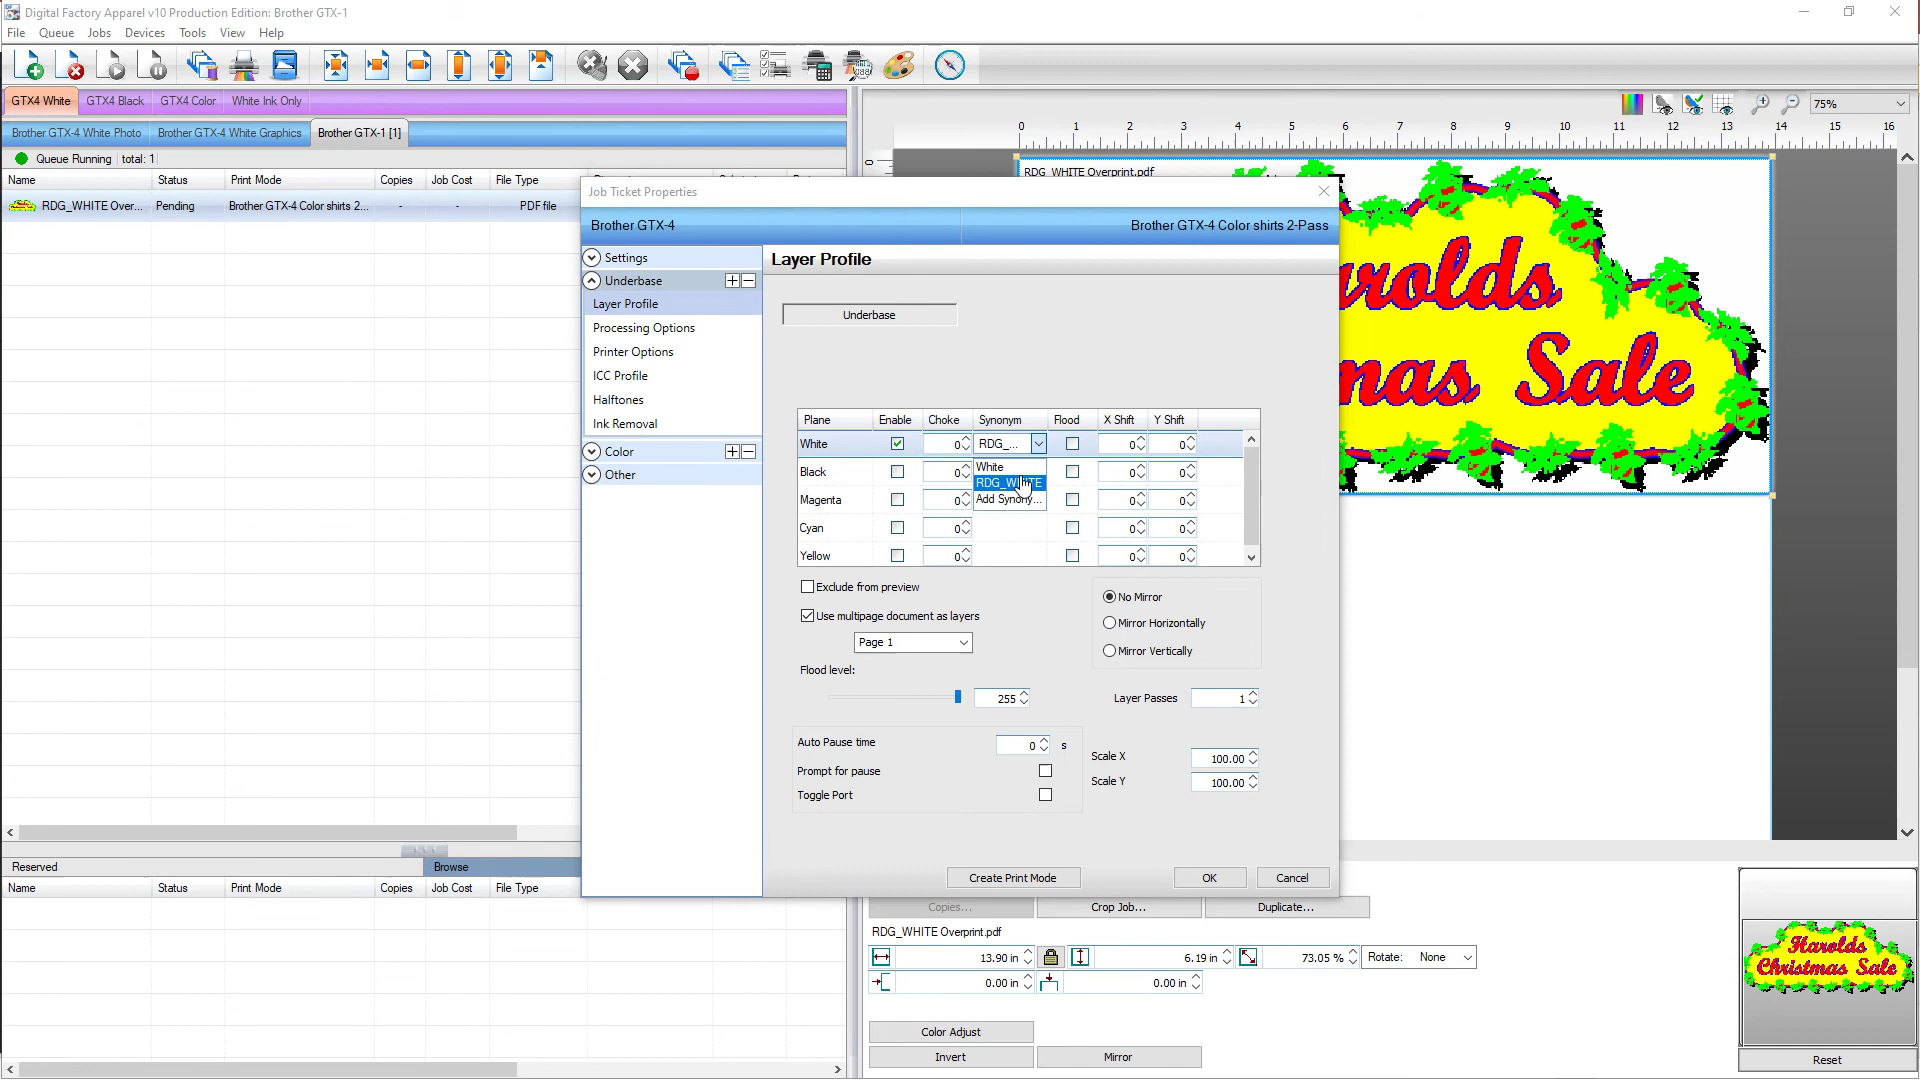 Digital Factory Apparel v10 Production Edition: Brother GTX-1
File Queue Jobs Devices Tools View Help
GTX4 White GTX4 Black GTX4 Color White Ink Only
Brother GTX-4 White Photo Brother GTX-4 White Graphics Brother GTX-1 [1]
Queue Running total: 1
Name Status Print Mode Copies Job Cost File Type
RDG_WHITE Over... Pending Brother GTX-4 Color shirts 2... - - PDF file
75%
0 1 2 3 4 5 6 7 8 9 10 11 12 13 14 15 16
0
RDG_WHITE Overprint.pdf
arolds
mas Sale
Job Ticket Properties
Brother GTX-4 Brother GTX-4 Color shirts 2-Pass
Settings
Underbase
Layer Profile
Processing Options
Printer Options
ICC Profile
Halftones
Ink Removal
Color
Other
Layer Profile
Underbase
Plane Enable Choke Synonym Flood X Shift Y Shift
White 0 RDG_... 0 0
Black 0 0 0
Magenta 0 0 0
Cyan 0 0 0
Yellow 0 0 0
White
RDG_WHITE
Add Synony...
Exclude from preview
Use multipage document as layers
Page 1
Flood level:
255
No Mirror
Mirror Horizontally
Mirror Vertically
Layer Passes 1
Auto Pause time 0 s
Prompt for pause
Toggle Port
Scale X 100.00
Scale Y 100.00
Create Print Mode OK Cancel
Reserved Browse
Name Status Print Mode Copies Job Cost File Type
Copies... Crop Job... Duplicate...
RDG_WHITE Overprint.pdf
13.90 in 6.19 in 73.05 % Rotate: None
0.00 in 0.00 in
Color Adjust
Invert Mirror
Harolds
Christmas Sale
Reset